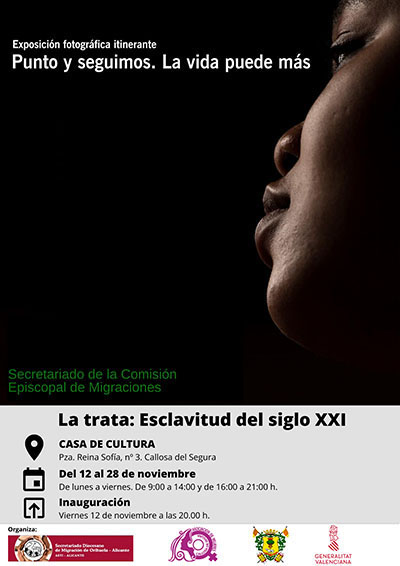 Exposición fotográfica itinerante
Punto y seguimos. La vida puede más
Secretariado de la Comisión
Episcopal de Migraciones
La trata: Esclavitud del siglo XXI
CASA DE CULTURA
Pza. Reina Sofía, nº 3. Callosa del Segura
Del 12 al 28 de noviembre
De lunes a viernes. De 9:00 a 14:00 y de 16:00 a 21:00 h.
Inauguración
Viernes 12 de noviembre a las 20.00 h.
Organiza:
Secretariado Diocesano
de Migración de Orihuela - Alicante
ASTI - ALICANTE
GENERALITAT
VALENCIANA